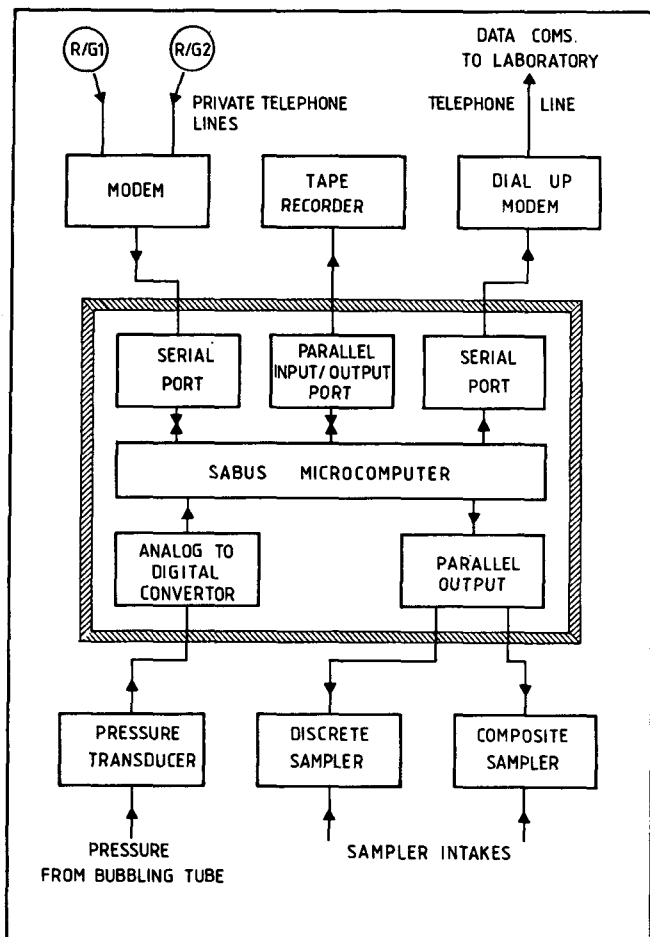 R/G1
R/G2
DATA COMS.
TO LABORATORY
PRIVATE TELEPHONE
LINES
TELEPHONE LINE
MODEM
TAPE
RECORDER
DIAL UP
MODEM
SERIAL
PORT
PARALLEL
INPUT/OUTPUT
PORT
SERIAL
PORT
SABUS MICROCOMPUTER
ANALOG TO
DIGITAL
CONVERTOR
PARALLEL
OUTPUT
PRESSURE
TRANSDUCER
DISCRETE
SAMPLER
COMPOSITE
SAMPLER
PRESSURE
FROM BUBBLING TUBE
SAMPLER INTAKES